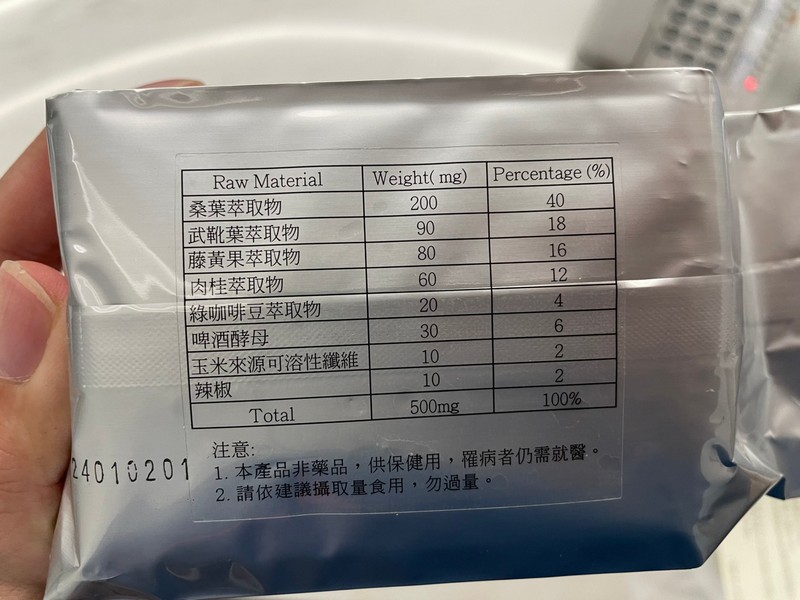 Raw Material Weight( mg) Percentage (%)
桑葉萃取物 200 40
武靴葉萃取物 90 18
藤黃果萃取物 80 16
肉桂萃取物 60 12
綠咖啡豆萃取物 20 4
啤酒酵母 30 6
玉米來源可溶性纖維 10 2
辣椒 10 2
Total 500mg 100%
注意:
1. 本產品非藥品，供保健用，罹病者仍需就醫。
2. 請依建議攝取量食用，勿過量。
24010201